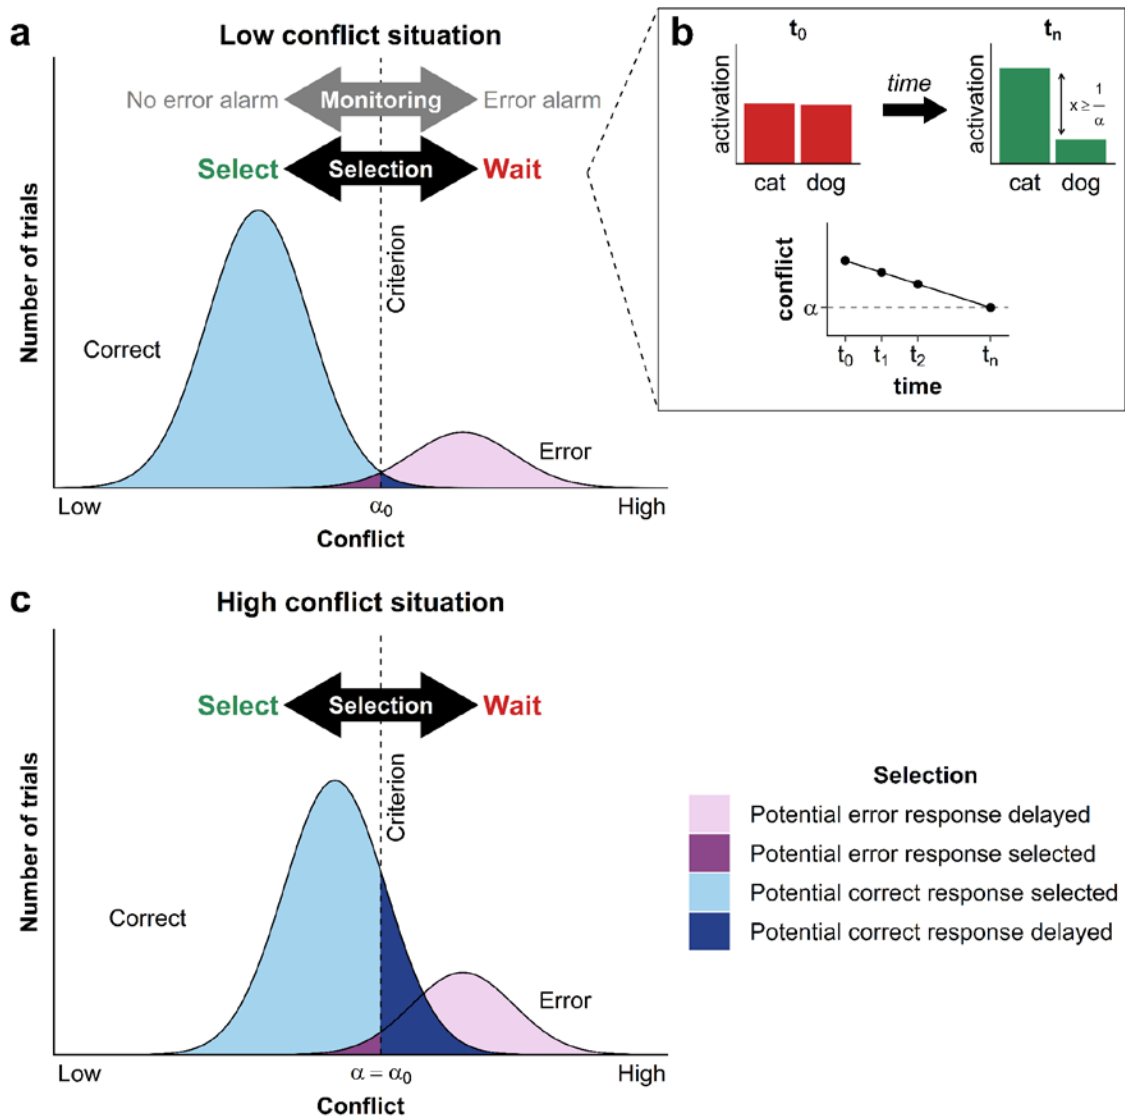 a
Low conflict situation
No error alarm
Monitoring
Error alarm
Select
Selection
Wait
Criterion
Number of trials
Correct
Error
Low
α₀
High
Conflict
b
t₀
tₙ
activation
time
activation
x ≥ 1/α
cat
dog
cat
dog
conflict
α
t₀
t₁
t₂
tₙ
time
c
High conflict situation
Select
Selection
Wait
Criterion
Number of trials
Correct
Error
Low
α = α₀
High
Conflict
Selection
Potential error response delayed
Potential error response selected
Potential correct response selected
Potential correct response delayed